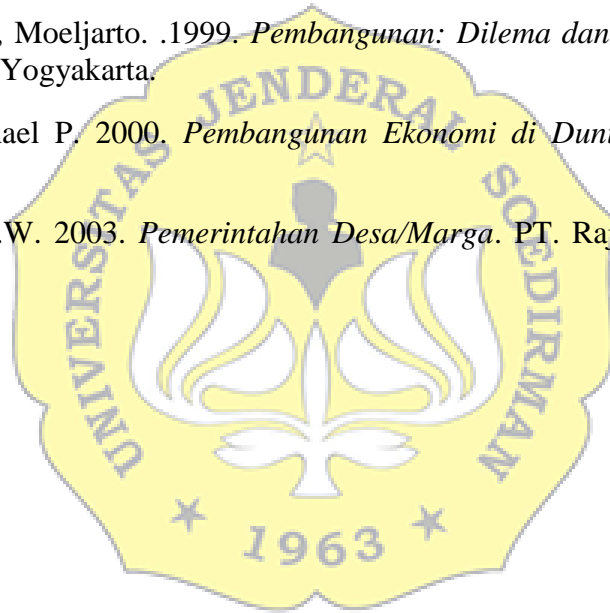 , Moeljarto. .1999. Pembangunan: Dilema dan
Yogyakarta.
ael P. 2000. Pembangunan Ekonomi di Duni
.W. 2003. Pemerintahan Desa/Marga. PT. Raj
UNIVERSITAS JENDERAL SOEDIRMAN
1963